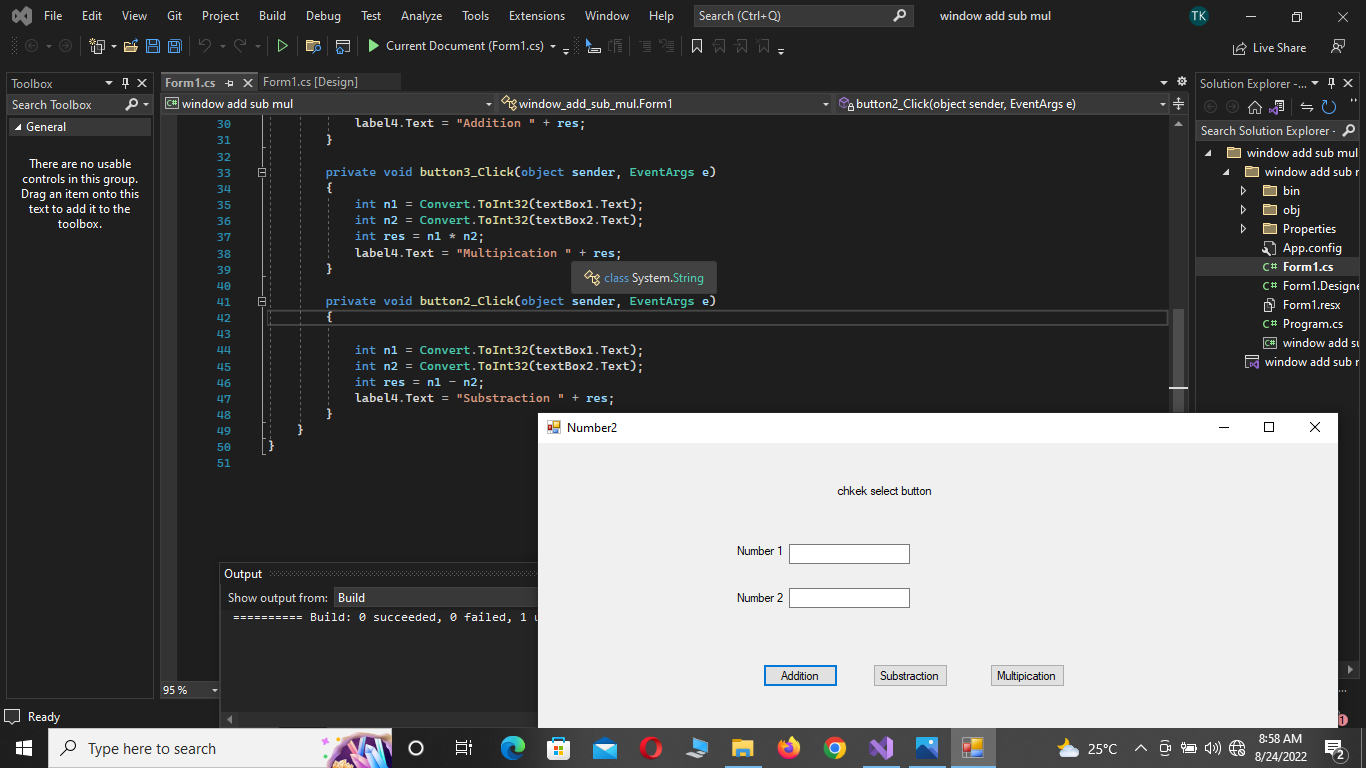 File Edit View Git Project Build Debug Test Analyze Tools Extensions Window Help Search (Ctrl+Q) window add sub mul TK
Current Document (Form1.cs) Live Share
Toolbox
Search Toolbox
General
There are no usable
controls in this group.
Drag an item onto this
text to add it to the
toolbox.
Form1.cs Form1.cs [Design]
window add sub mul window_add_sub_mul.Form1 button2_Click(object sender, EventArgs e)
30 label4.Text = "Addition " + res;
31 }
32
33 private void button3_Click(object sender, EventArgs e)
34 {
35 int n1 = Convert.ToInt32(textBox1.Text);
36 int n2 = Convert.ToInt32(textBox2.Text);
37 int res = n1 * n2;
38 label4.Text = "Multipication " + res;
39 }
class System.String
40
41 private void button2_Click(object sender, EventArgs e)
42 {
43
44 int n1 = Convert.ToInt32(textBox1.Text);
45 int n2 = Convert.ToInt32(textBox2.Text);
46 int res = n1 - n2;
47 label4.Text = "Substraction " + res;
48 }
49 }
50 }
51
95 %
Solution Explorer - ...
Search Solution Explorer -
window add sub mul
window add sub
bin
obj
Properties
App.config
Form1.cs
Form1.Designe
Form1.resx
Program.cs
window add su
window add sub
Output
Show output from: Build
========== Build: 0 succeeded, 0 failed, 1
Number2
chkek select button
Number 1
Number 2
Addition Substraction Multipication
Ready
1
Type here to search
25°C
8:58 AM
8/24/2022
2